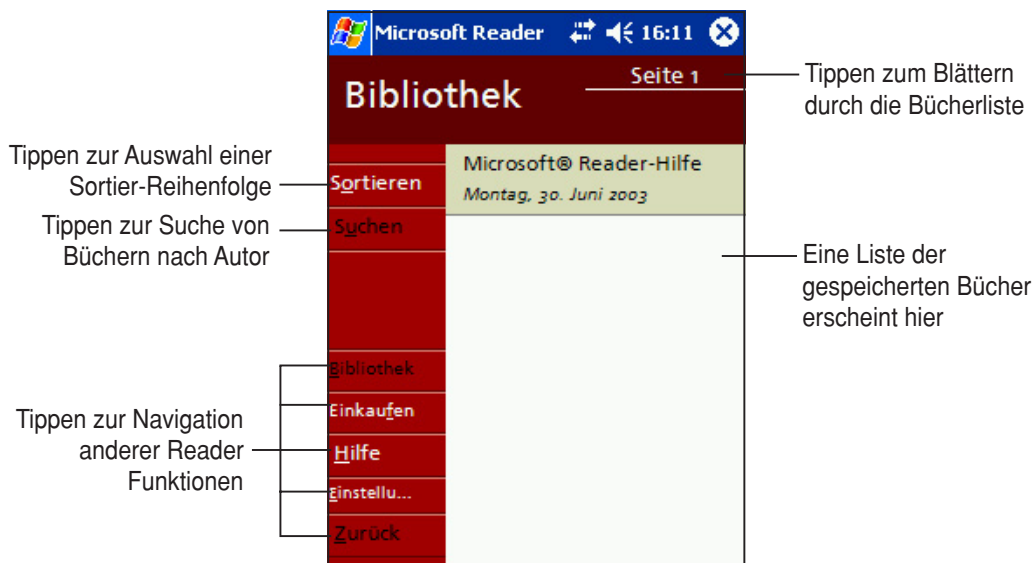 Microsoft Reader 16:11
Bibliothek
Seite 1
Tippen zum Blättern
durch die Bücherliste
Tippen zur Auswahl einer
Sortier-Reihenfolge
Sortieren
Microsoft® Reader-Hilfe
Montag, 30. Juni 2003
Tippen zur Suche von
Büchern nach Autor
Suchen
Eine Liste der
gespeicherten Bücher
erscheint hier
Tippen zur Navigation
anderer Reader
Funktionen
Bibliothek
Einkaufen
Hilfe
Einstellu...
Zurück